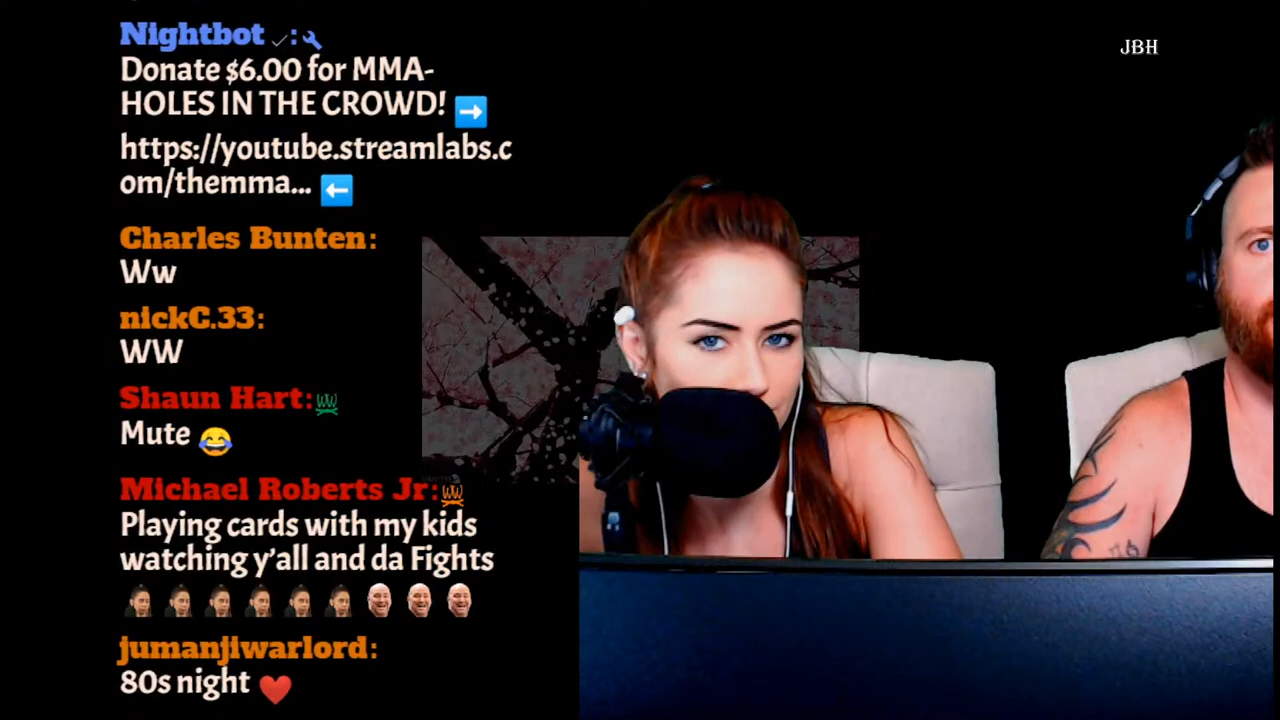 Nightbot ✓:🔧
JBH
Donate $6.00 for MMA-
HOLES IN THE CROWD! ➡️
https://youtube.streamlabs.c
om/themma... ⬅️
Charles Bunten:
Ww
nickC.33:
WW
Shaun Hart:
Mute 😂
Michael Roberts Jr:
Playing cards with my kids
watching y’all and da Fights
jumanjiwarlord:
80s night ❤️